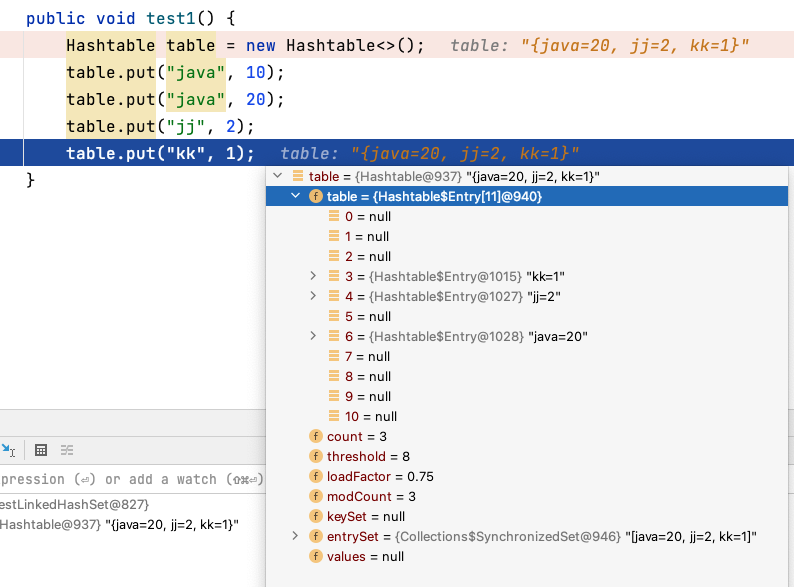 public void test1() {
Hashtable table = new Hashtable<>(); table: "{java=20, jj=2, kk=1}"
table.put("java", 10);
table.put("java", 20);
table.put("jj", 2);
table.put("kk", 1); table: "{java=20, jj=2, kk=1}"
}
table = {Hashtable@937} "{java=20, jj=2, kk=1}"
f table = {Hashtable$Entry[11]@940}
0 = null
1 = null
2 = null
3 = {Hashtable$Entry@1015} "kk=1"
4 = {Hashtable$Entry@1027} "jj=2"
5 = null
6 = {Hashtable$Entry@1028} "java=20"
7 = null
8 = null
9 = null
10 = null
f count = 3
f threshold = 8
f loadFactor = 0.75
f modCount = 3
f keySet = null
f entrySet = {Collections$SynchronizedSet@946} "[java=20, jj=2, kk=1]"
f values = null
pression (⏎) or add a watch (⇧⌘⏎)
estLinkedHashSet@827}
Hashtable@937} "{java=20, jj=2, kk=1}"